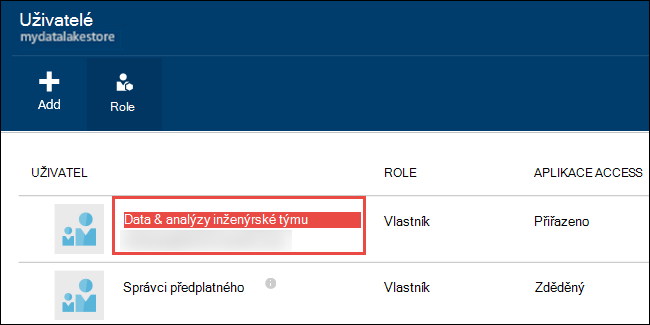 Uživatelé
mydatalakestore
Add Role
UŽIVATEL ROLE APLIKACE ACCESS
Data & analýzy inženýrské týmu Vlastník Přiřazeno
Správci předplatného Vlastník Zděděný